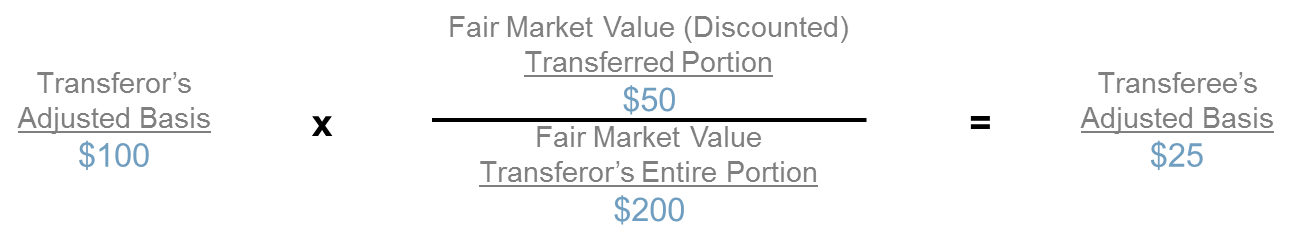 Transferor’s
Adjusted Basis
$100
x
Fair Market Value (Discounted)
Transferred Portion
$50
Fair Market Value
Transferor’s Entire Portion
$200
=
Transferee’s
Adjusted Basis
$25